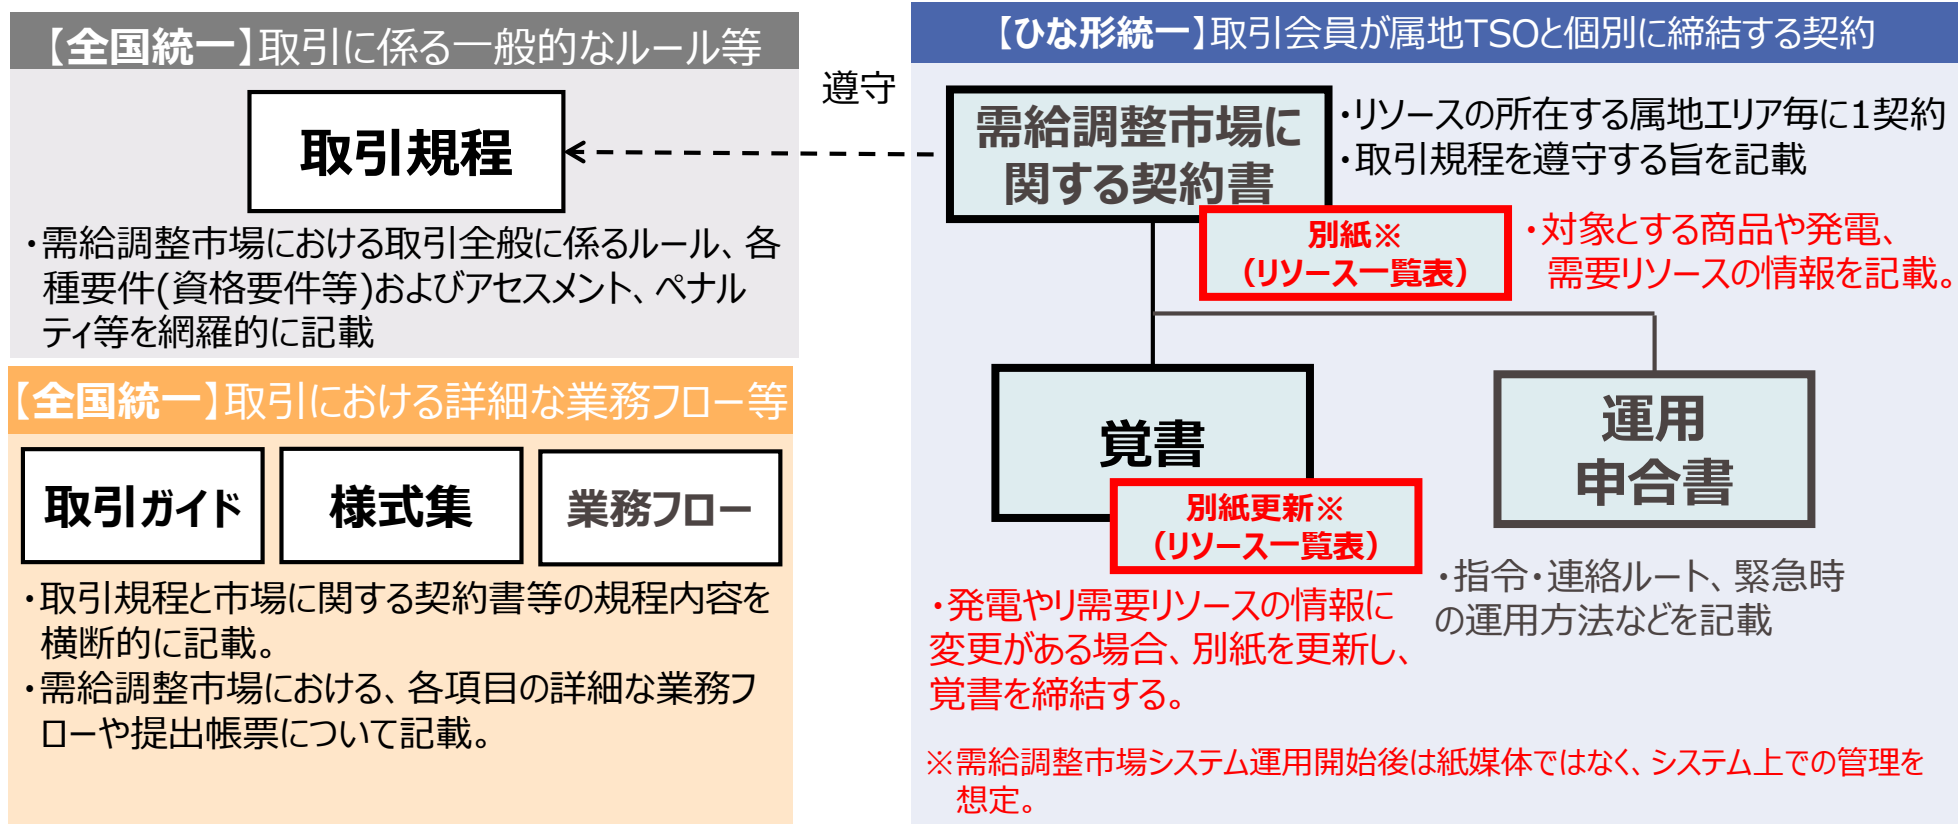 【全国統一】取引に係る一般的なルール等
取引規程
・需給調整市場における取引全般に係るルール、各
種要件(資格要件等)およびアセスメント、ペナル
ティ等を網羅的に記載
【全国統一】取引における詳細な業務フロー等
取引ガイド
様式集
業務フロー
・取引規程と市場に関する契約書等の規程内容を
横断的に記載。
・需給調整市場における、各項目の詳細な業務フ
ローや提出帳票について記載。
遵守
【ひな形統一】取引会員が属地TSOと個別に締結する契約
需給調整市場に
関する契約書
・リソースの所在する属地エリア毎に1契約
・取引規程を遵守する旨を記載
別紙※
（リソース一覧表）
・対象とする商品や発電、
需要リソースの情報を記載。
覚書
別紙更新※
（リソース一覧表）
・発電やリ需要リソースの情報に
変更がある場合、別紙を更新し、
覚書を締結する。
運用
申合書
・指令・連絡ルート、緊急時
の運用方法などを記載
※需給調整市場システム運用開始後は紙媒体ではなく、システム上での管理を
想定。